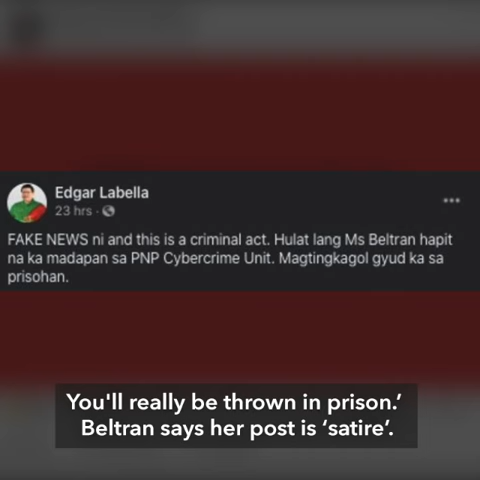 Edgar Labella
23 hrs ·
FAKE NEWS ni and this is a criminal act. Hulat lang Ms Beltran hapit
na ka madapan sa PNP Cybercrime Unit. Magtingkagol gyud ka sa
prisohan.
You'll really be thrown in prison.’
Beltran says her post is ‘satire’.